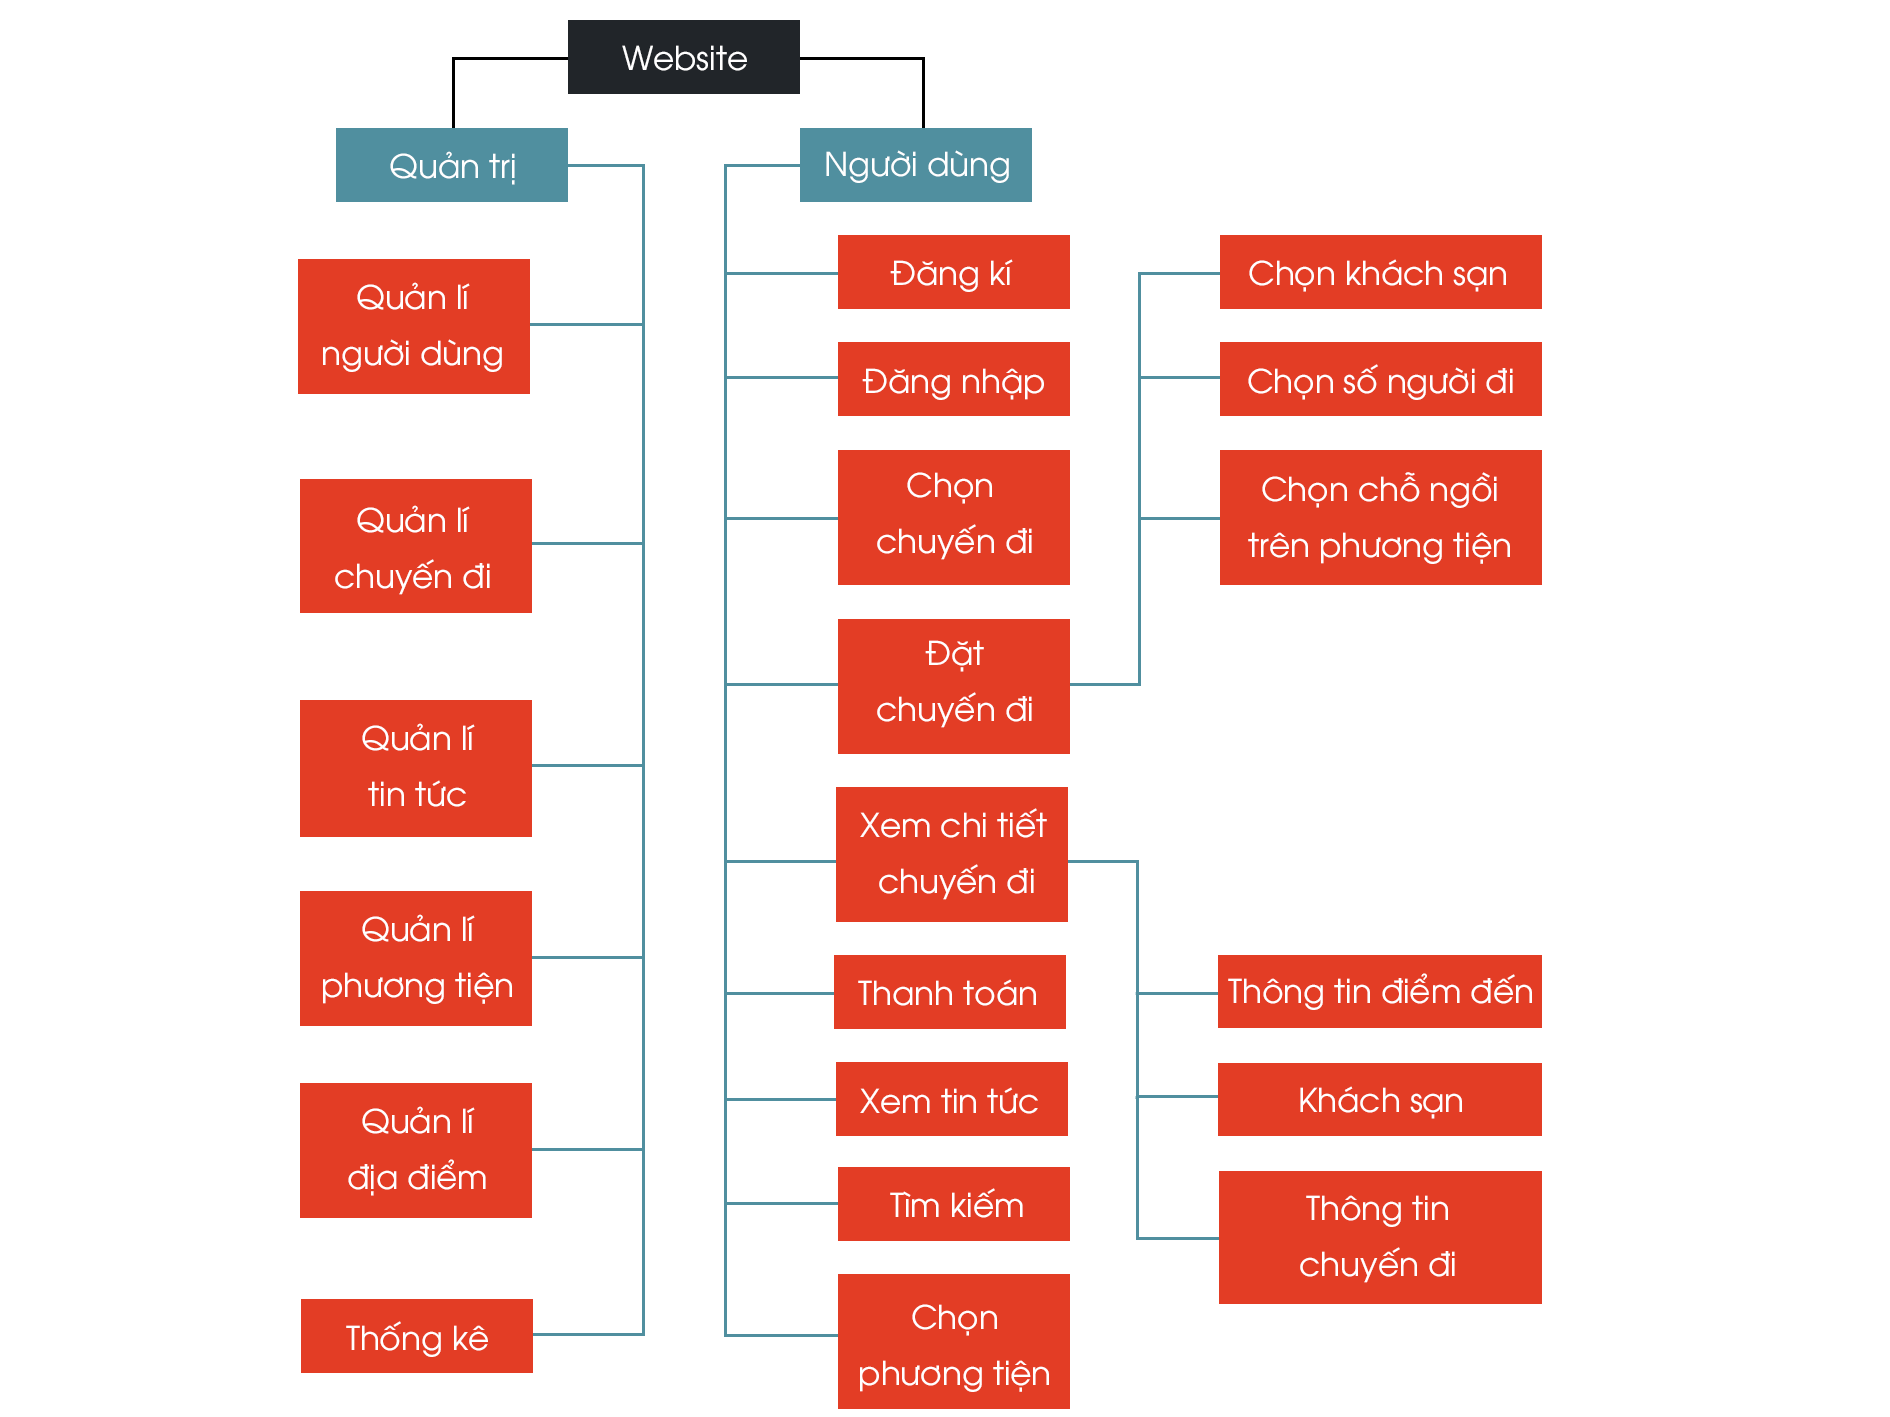 Website
Quản trị
Quản lí
người dùng
Quản lí
chuyến đi
Quản lí
tin tức
Quản lí
phương tiện
Quản lí
địa điểm
Thống kê
Người dùng
Đăng kí
Đăng nhập
Chọn
chuyến đi
Đặt
chuyến đi
Chọn khách sạn
Chọn số người đi
Chọn chỗ ngồi
trên phương tiện
Xem chi tiết
chuyến đi
Thông tin điểm đến
Khách sạn
Thông tin
chuyến đi
Thanh toán
Xem tin tức
Tìm kiếm
Chọn
phương tiện